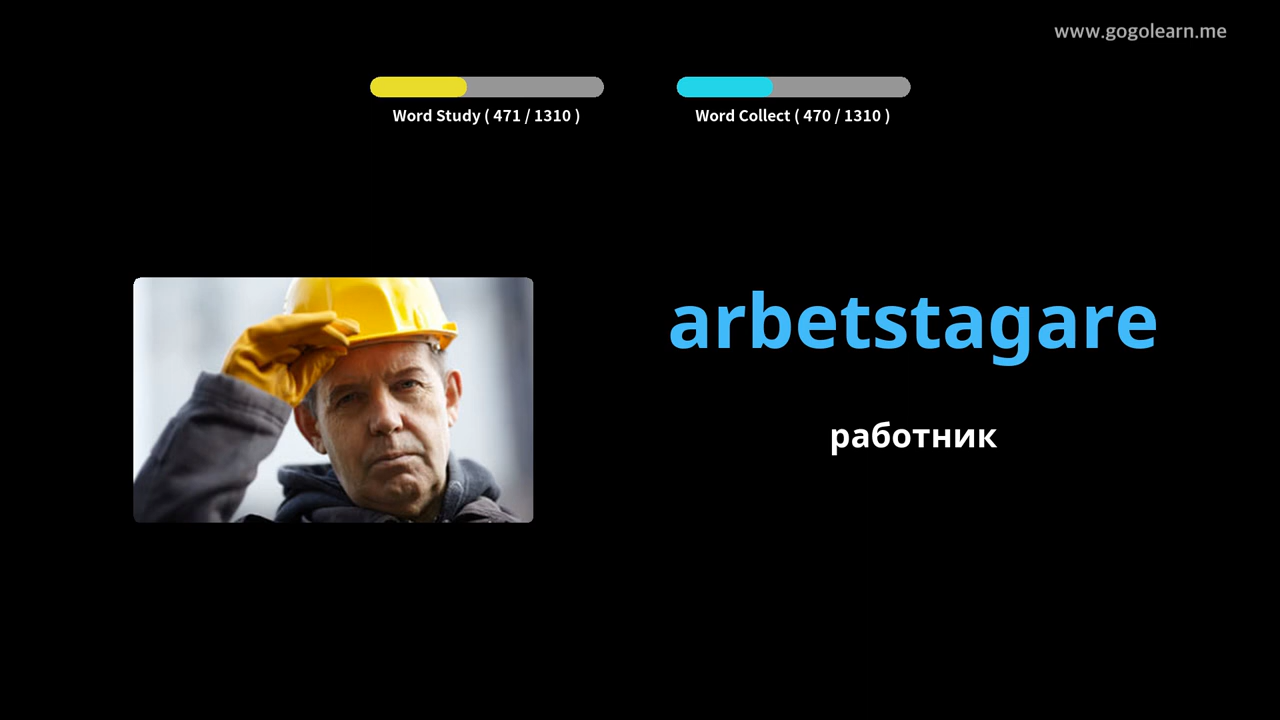 www.gogolearn.me
Word Study ( 471 / 1310 )
Word Collect ( 470 / 1310 )
arbetstagare
работник